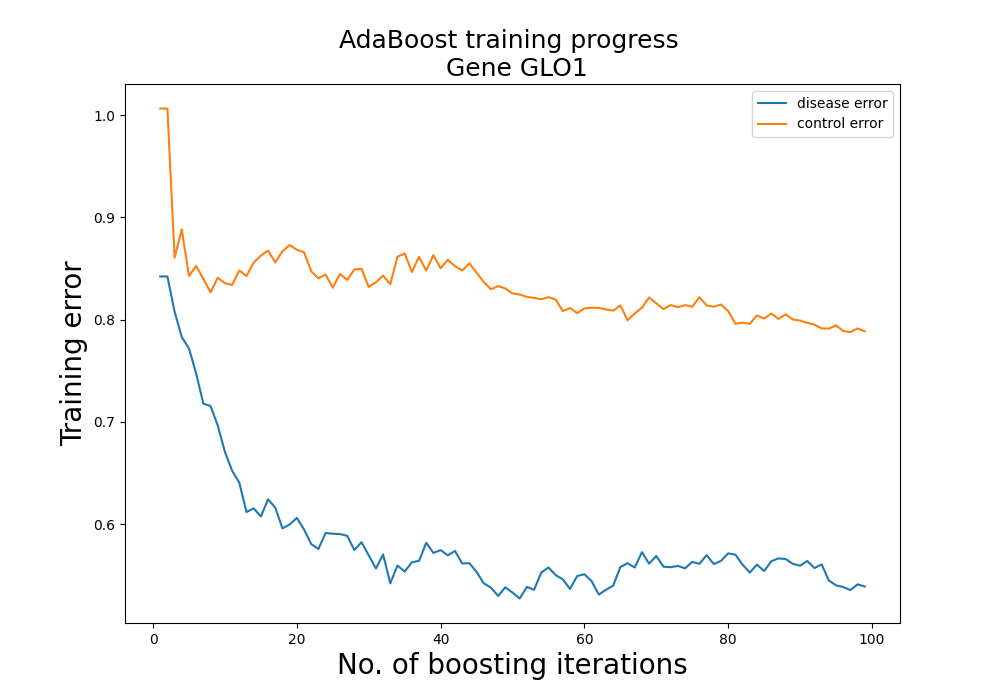 AdaBoost training progress
Gene GLO1
disease error
control error
Training error
1.0
0.9
0.8
0.7
0.6
0
20
40
60
80
100
No. of boosting iterations